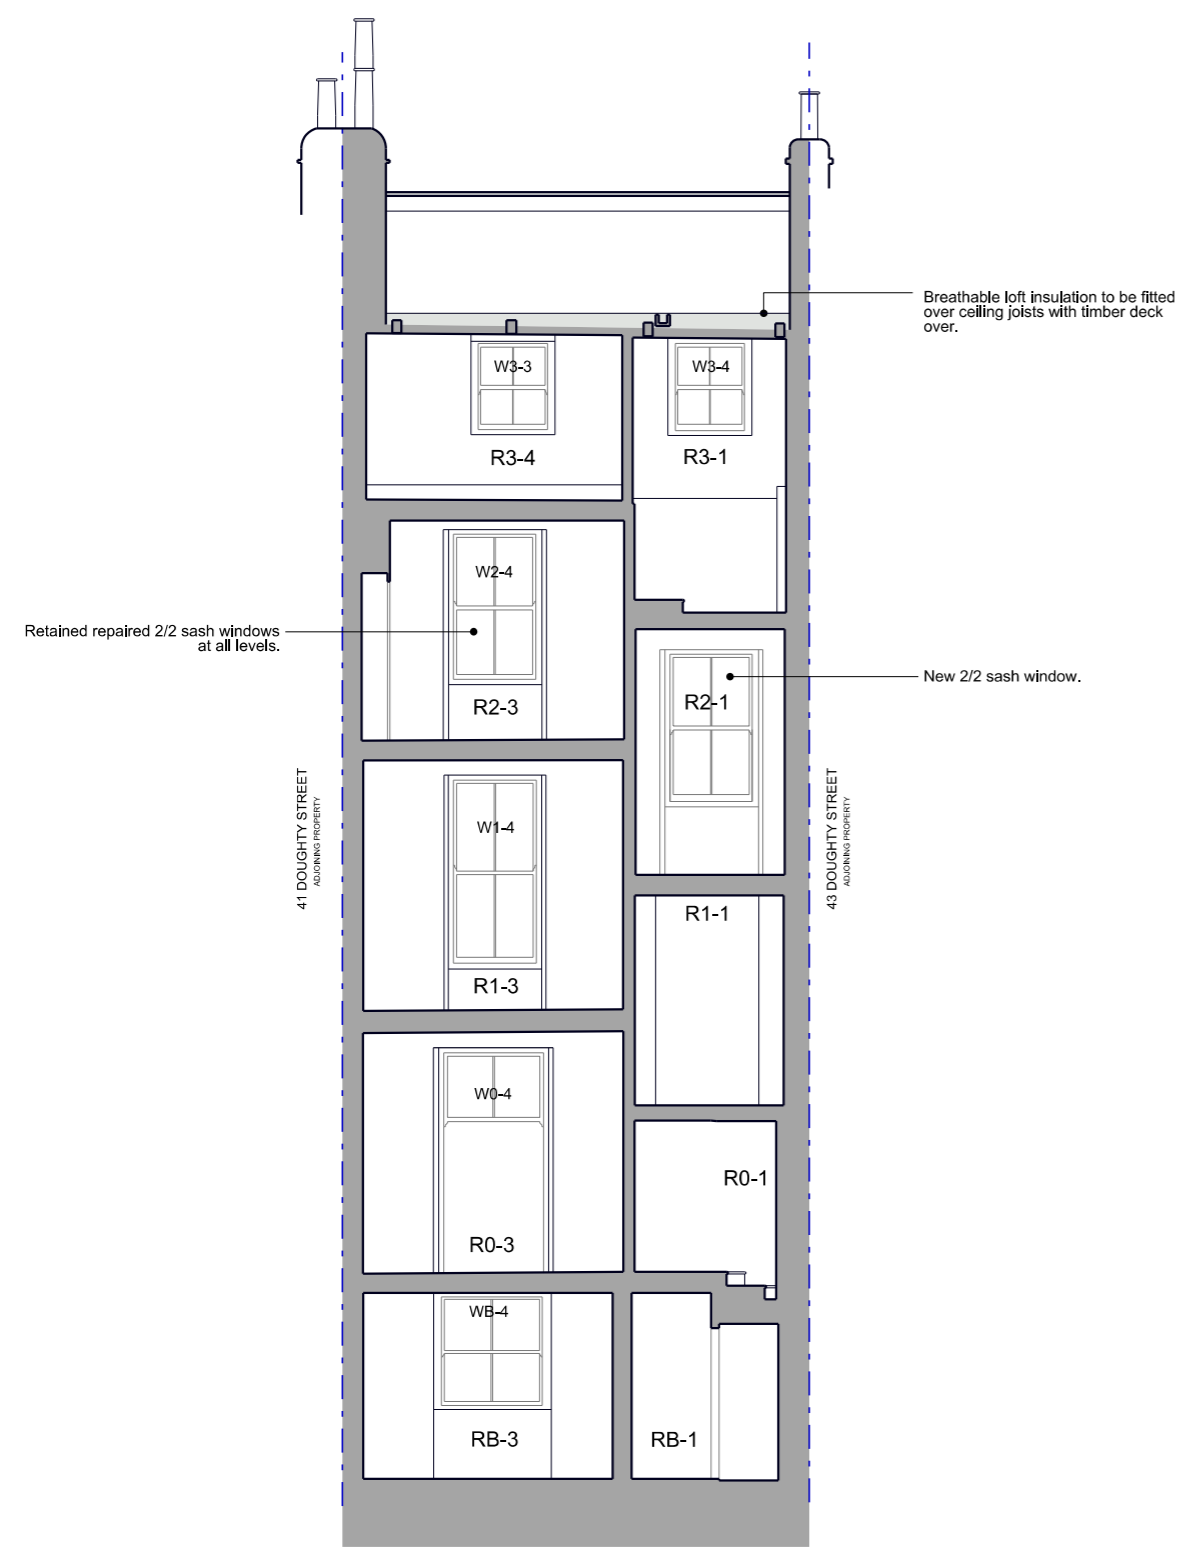 Breathable loft insulation to be fitted
over ceiling joists with timber deck
over.
W3-3
W3-4
R3-4
R3-1
W2-4
Retained repaired 2/2 sash windows
at all levels.
New 2/2 sash window.
R2-3
R2-1
41 DOUGHTY STREET
ADJOINING PROPERTY
43 DOUGHTY STREET
ADJOINING PROPERTY
W1-4
R1-1
R1-3
W0-4
R0-1
R0-3
WB-4
RB-3
RB-1